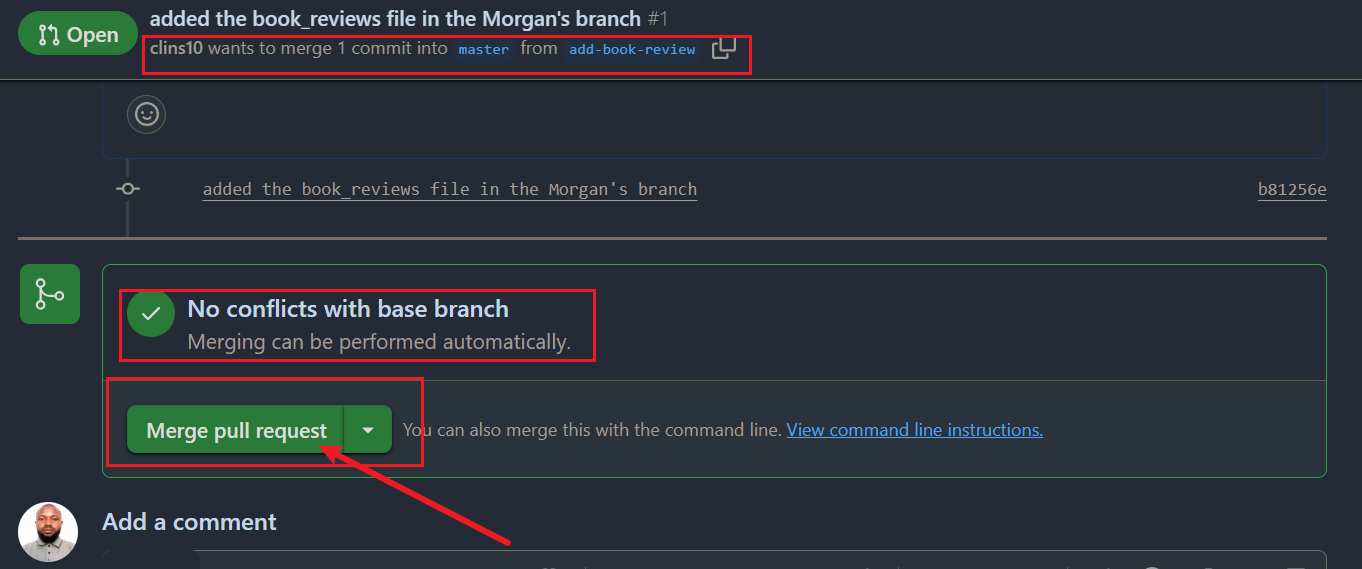 Open
added the book_reviews file in the Morgan's branch #1
clins10 wants to merge 1 commit into master from add-book-review
added the book_reviews file in the Morgan's branch b81256e
No conflicts with base branch
Merging can be performed automatically.
Merge pull request You can also merge this with the command line. View command line instructions.
Add a comment